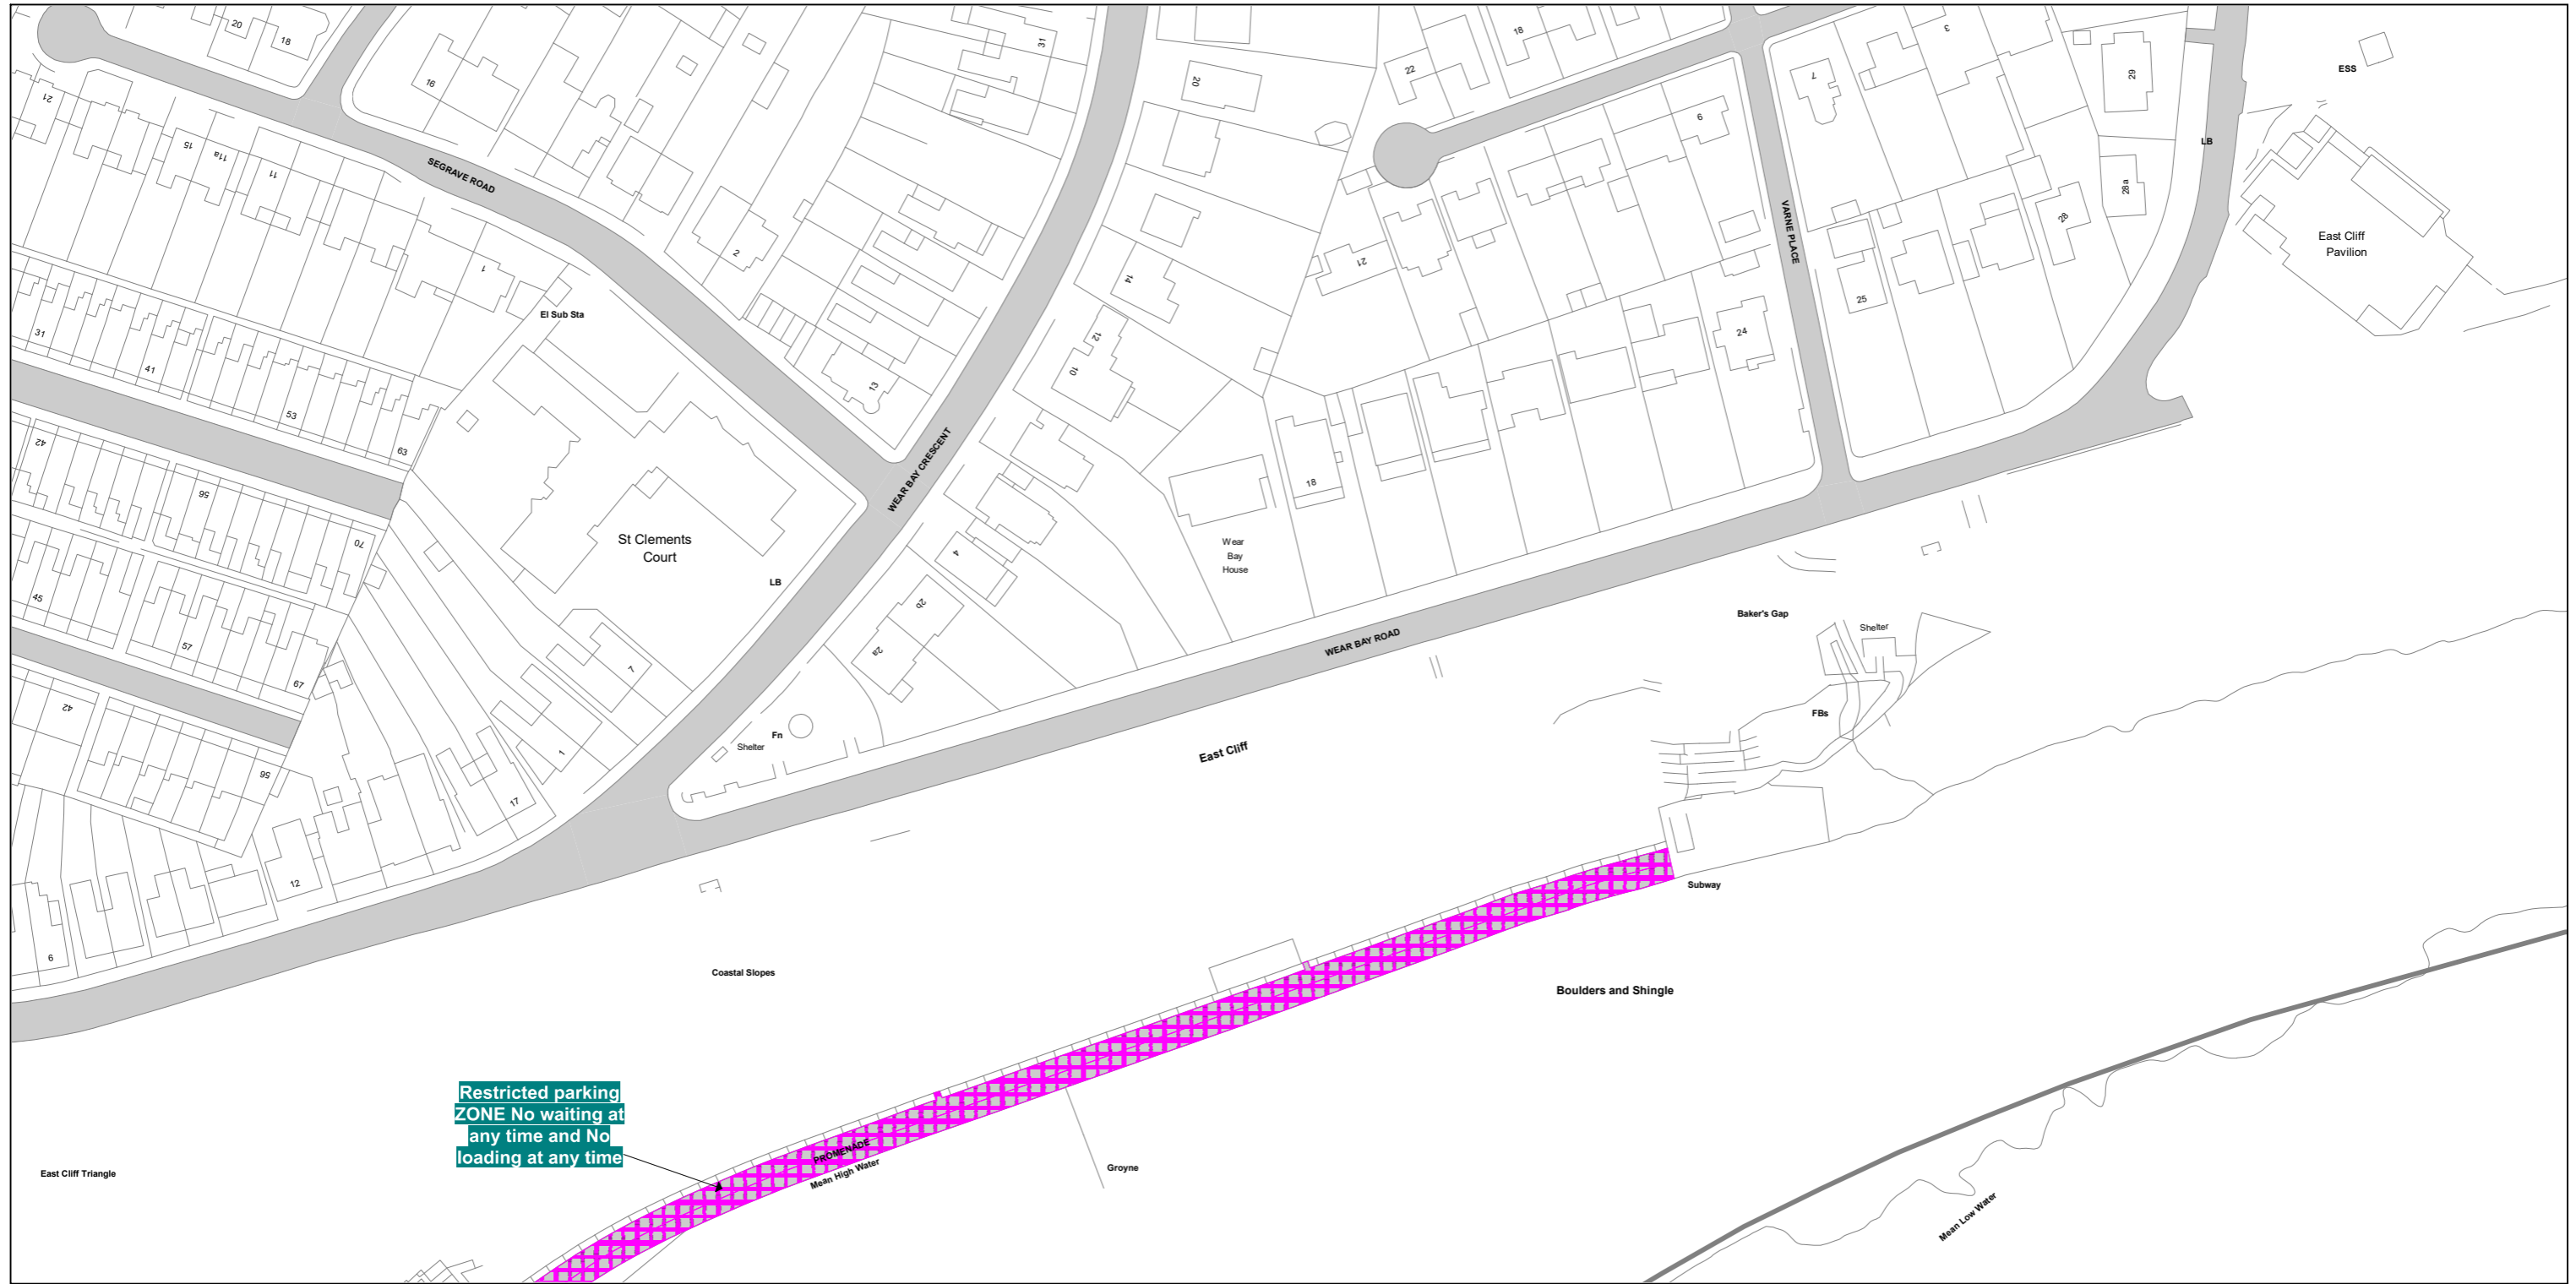 20
18
16
21
15
11a
11
SEGRAVE ROAD
1
El Sub Sta
2
31
13
31
41
53
63
42
56
70
45
57
67
42
56
St Clements
Court
LB
WEAR BAY CRESCENT
20
14
12
10
4
2b
2a
7
1
17
12
6
Fn
Shelter
22
18
21
9
7
3
VARNE PLACE
24
25
28
28a
29
LB
ESS
East Cliff
Pavilion
18
Wear
Bay
House
WEAR BAY ROAD
Baker's Gap
Shelter
FBs
East Cliff
Subway
Coastal Slopes
Boulders and Shingle
Restricted parking
ZONE No waiting at
any time and No
loading at any time
PROMENADE
Mean High Water
Groyne
East Cliff Triangle
Mean Low Water